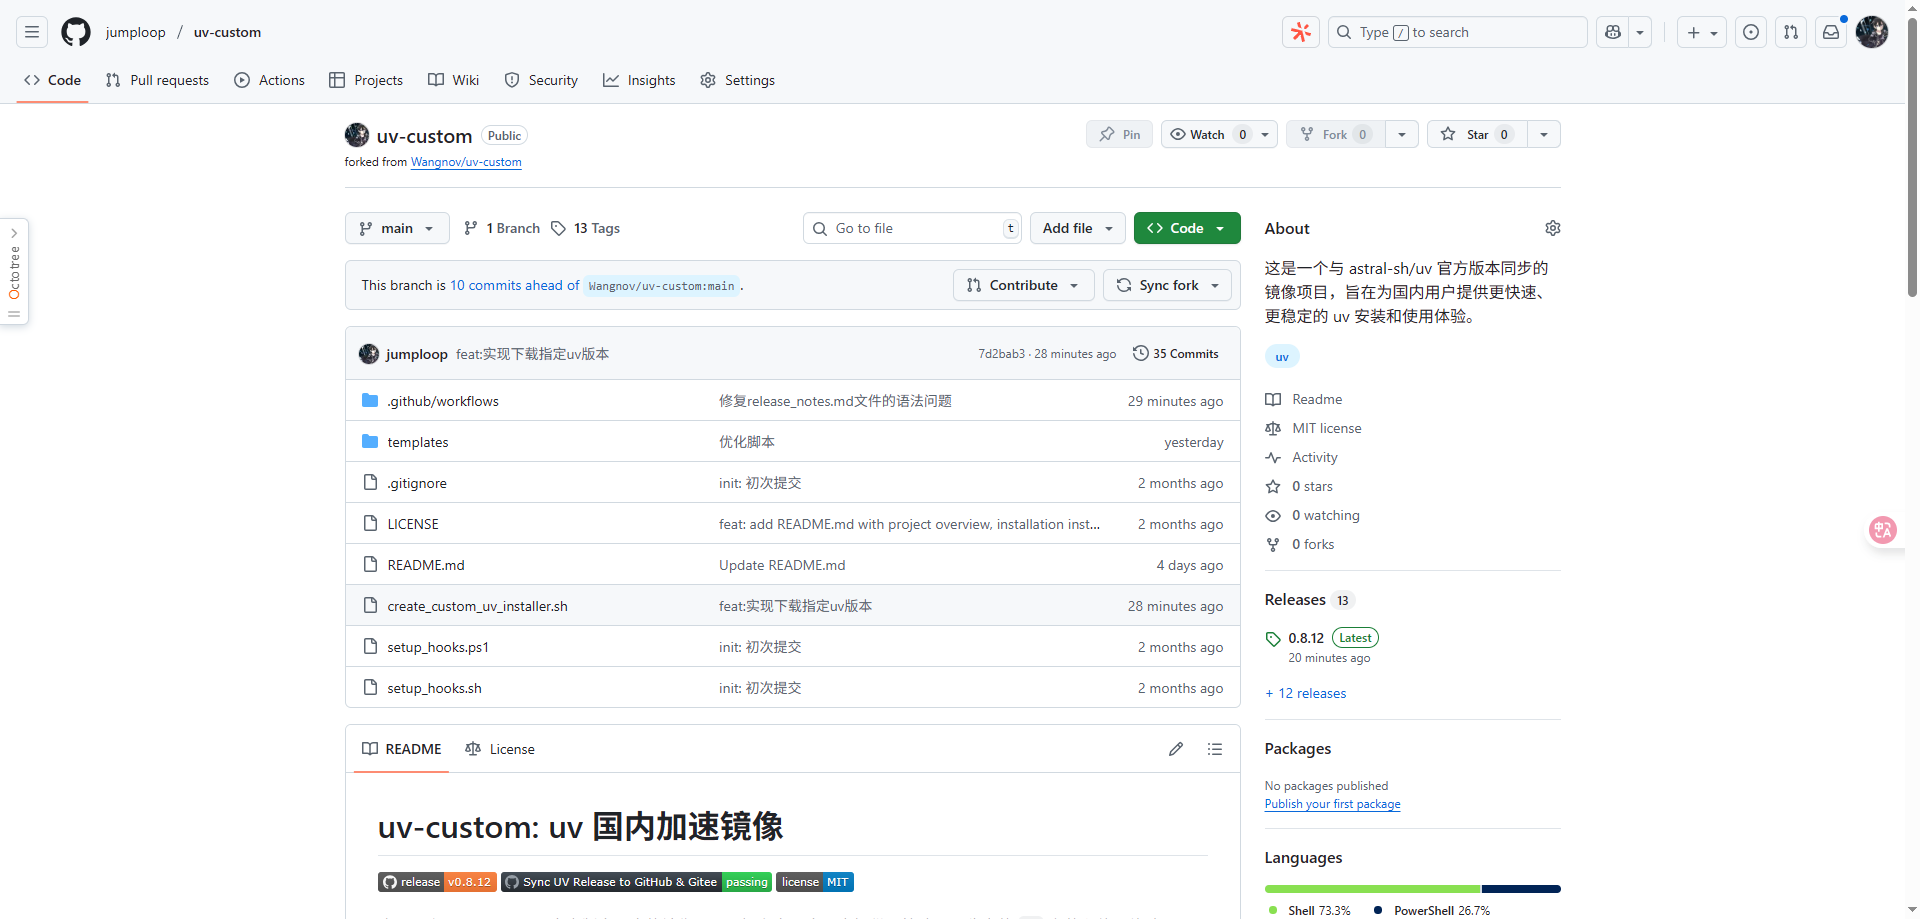 jumploop / uv-custom
Type / to search
Code
Pull requests
Actions
Projects
Wiki
Security
Insights
Settings
uv-custom Public
Pin
Watch 0
Fork 0
Star 0
forked from Wangnov/uv-custom
main
1 Branch
13 Tags
Go to file t
Add file
Code
This branch is 10 commits ahead of Wangnov/uv-custom:main .
Contribute
Sync fork
jumploop feat:实现下载指定uv版本 7d2bab3 · 28 minutes ago 35 Commits
.github/workflows 修复release_notes.md文件的语法问题 29 minutes ago
templates 优化脚本 yesterday
.gitignore init: 初次提交 2 months ago
LICENSE feat: add README.md with project overview, installation inst... 2 months ago
README.md Update README.md 4 days ago
create_custom_uv_installer.sh feat:实现下载指定uv版本 28 minutes ago
setup_hooks.ps1 init: 初次提交 2 months ago
setup_hooks.sh init: 初次提交 2 months ago
README
License
uv-custom: uv 国内加速镜像
release v0.8.12 Sync UV Release to GitHub & Gitee passing license MIT
About
这是一个与 astral-sh/uv 官方版本同步的
镜像项目，旨在为国内用户提供更快速、
更稳定的 uv 安装和使用体验。
uv
Readme
MIT license
Activity
0 stars
0 watching
0 forks
Releases 13
0.8.12 Latest
20 minutes ago
+ 12 releases
Packages
No packages published
Publish your first package
Languages
Shell 73.3% PowerShell 26.7%
Octotree
中A